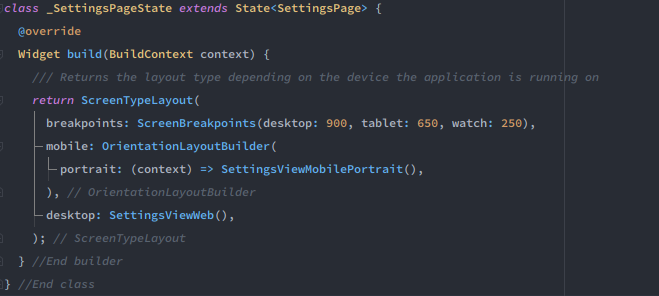 class _SettingsPageState extends State<SettingsPage> {
  @override
  Widget build(BuildContext context) {
    /// Returns the layout type depending on the device the application is running on
    return ScreenTypeLayout(
      breakpoints: ScreenBreakpoints(desktop: 900, tablet: 650, watch: 250),
      mobile: OrientationLayoutBuilder(
        portrait: (context) => SettingsViewMobilePortrait(),
      ), // OrientationLayoutBuilder
      desktop: SettingsViewWeb(),
    ); // ScreenTypeLayout
  } //End builder
} //End class